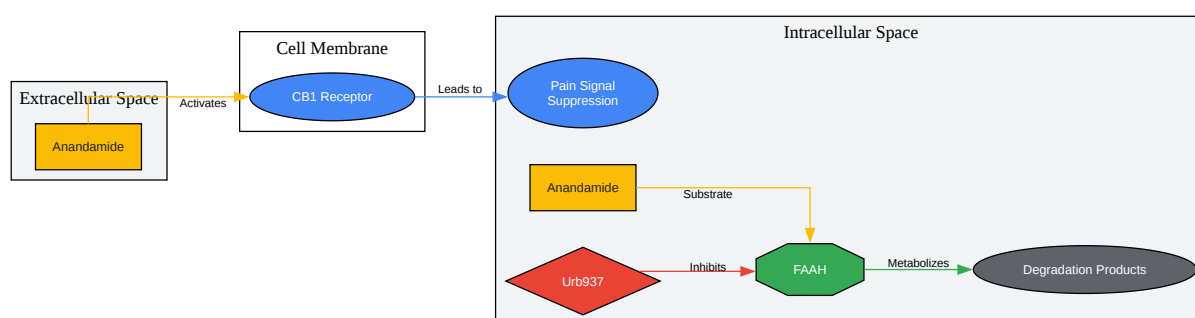 Extracellular Space
Anandamide
Activates
Cell Membrane
CB1 Receptor
Leads to
Intracellular Space
Pain Signal
Suppression
Anandamide
Substrate
Urb937
Inhibits
FAAH
Metabolizes
Degradation Products